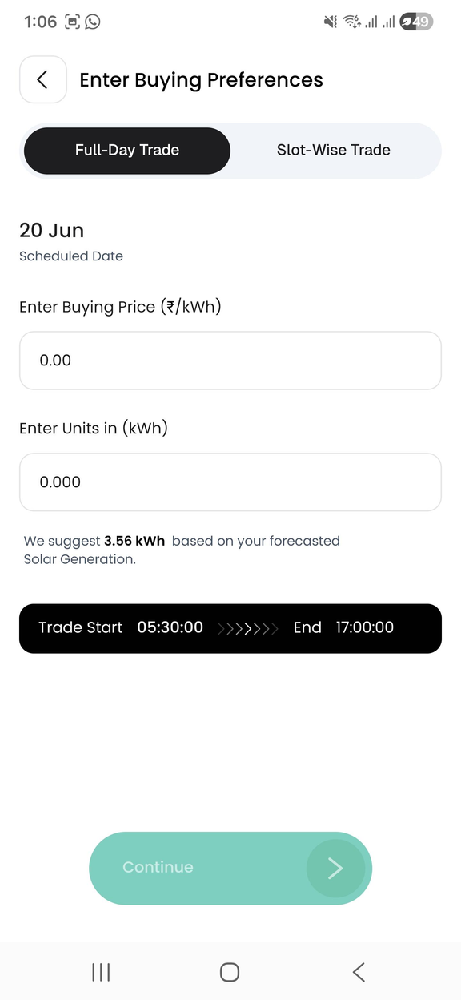 1:06
49
Enter Buying Preferences
Full-Day Trade
Slot-Wise Trade
20 Jun
Scheduled Date
Enter Buying Price (₹/kWh)
0.00
Enter Units in (kWh)
0.000
We suggest 3.56 kWh based on your forecasted
Solar Generation.
Trade Start 05:30:00 End 17:00:00
Continue